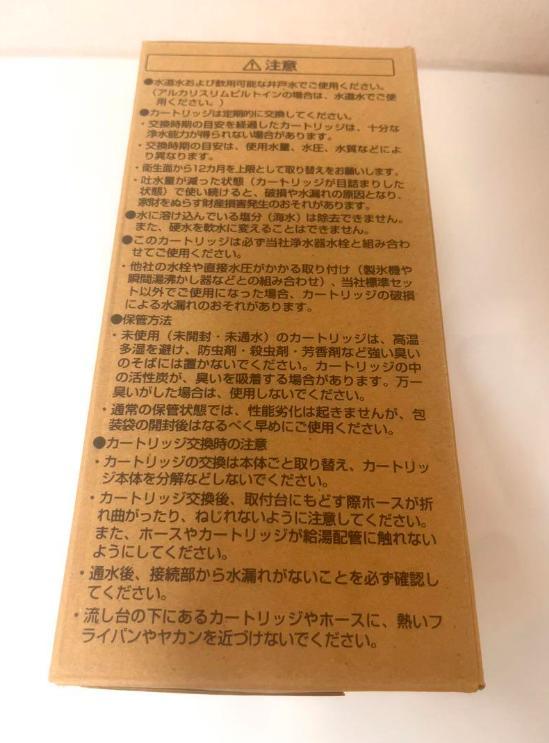 ⚠ 注意
●水道水および飲用可能な井戸水でご使用ください。
(アルカリスリムビルトインの場合は、水道水でご使
用ください。)
●カートリッジは定期的に交換してください。
・交換時期の目安を経過したカートリッジは、十分な
浄水能力が得られない場合があります。
・交換時期の目安は、使用水量、水圧、水質などによ
り異なります。
・衛生面から12カ月を上限として取り替えをお願いします。
・吐水量が減った状態(カートリッジが目詰まりした
状態)で使い続けると、破損や水漏れの原因となり、
家財をぬらす財産損害発生のおそれがあります。
●水に溶け込んでいる塩分(海水)は除去できません。
また、硬水を軟水に変えることはできません。
●このカートリッジは必ず当社浄水器水栓と組み合わ
せてご使用ください。
・他社の水栓や直接水圧がかかる取り付け(製氷機や
瞬間湯沸かし器などとの組み合わせ)、当社標準セッ
ト以外でご使用になった場合、カートリッジの破損
による水漏れのおそれがあります。
●保管方法
・未使用(未開封・未通水)のカートリッジは、高温
多湿を避け、防虫剤・殺虫剤・芳香剤など強い臭い
のそばには置かないでください。カートリッジの中
の活性炭が、臭いを吸着する場合があります。万一
臭いがした場合は、使用しないでください。
・通常の保管状態では、性能劣化は起きませんが、包
装袋の開封後はなるべく早めにご使用ください。
●カートリッジ交換時の注意
・カートリッジの交換は本体ごと取り替え、カートリッ
ジ本体を分解などしないでください。
・カートリッジ交換後、取付台にもどす際ホースが折
れ曲がったり、ねじれないように注意してください。
また、ホースやカートリッジが給湯配管に触れない
ようにしてください。
・通水後、接続部から水漏れがないことを必ず確認し
てください。
・流し台の下にあるカートリッジやホースに、熱いフ
ライパンやヤカンを近づけないでください。